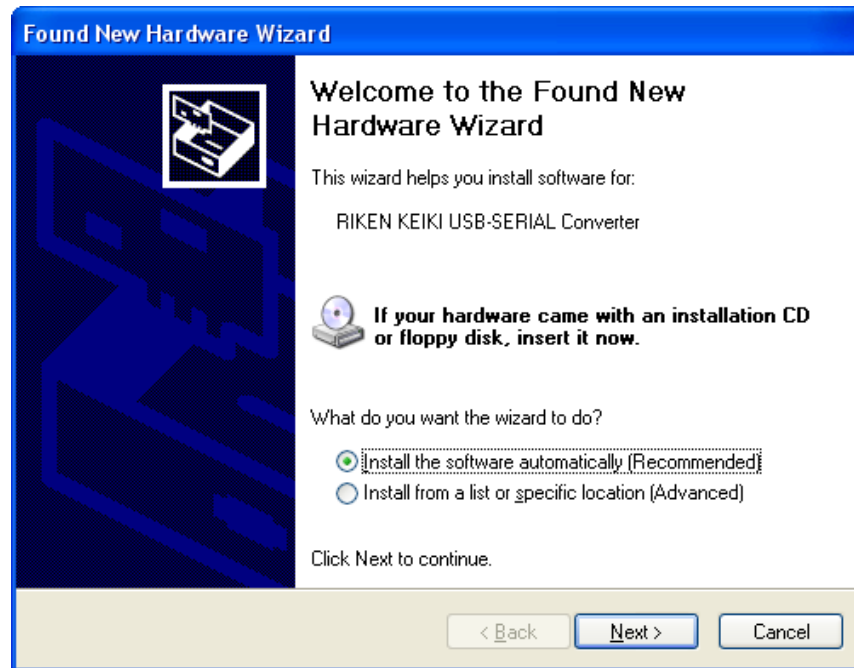 Found New Hardware Wizard
Welcome to the Found New
Hardware Wizard
This wizard helps you install software for:
RIKEN KEIKI USB-SERIAL Converter
If your hardware came with an installation CD
or floppy disk, insert it now.
What do you want the wizard to do?
Install the software automatically (Recommended)
Install from a list or specific location (Advanced)
Click Next to continue.
< Back
Next >
Cancel